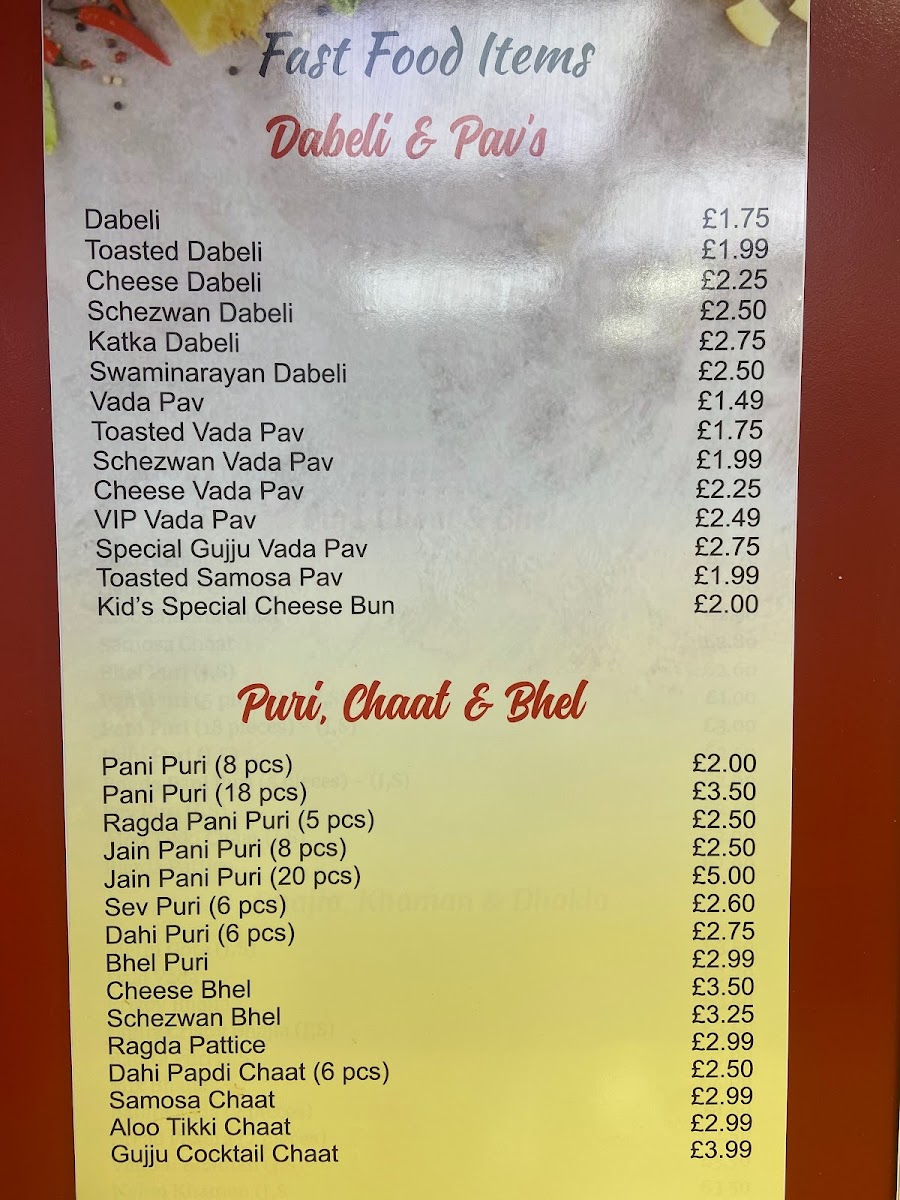 Fast Food Items
Dabeli & Pav's
Dabeli £1.75
Toasted Dabeli £1.99
Cheese Dabeli £2.25
Schezwan Dabeli £2.50
Katka Dabeli £2.75
Swaminarayan Dabeli £2.50
Vada Pav £1.49
Toasted Vada Pav £1.75
Schezwan Vada Pav £1.99
Cheese Vada Pav £2.25
VIP Vada Pav £2.49
Special Gujju Vada Pav £2.75
Toasted Samosa Pav £1.99
Kid's Special Cheese Bun £2.00
Puri, Chaat & Bhel
Pani Puri (8 pcs) £2.00
Pani Puri (18 pcs) £3.50
Ragda Pani Puri (5 pcs) £2.50
Jain Pani Puri (8 pcs) £2.50
Jain Pani Puri (20 pcs) £5.00
Sev Puri (6 pcs) £2.60
Dahi Puri (6 pcs) £2.75
Bhel Puri £2.99
Cheese Bhel £3.50
Schezwan Bhel £3.25
Ragda Pattice £2.99
Dahi Papdi Chaat (6 pcs) £2.50
Samosa Chaat £2.99
Aloo Tikki Chaat £2.99
Gujju Cocktail Chaat £3.99